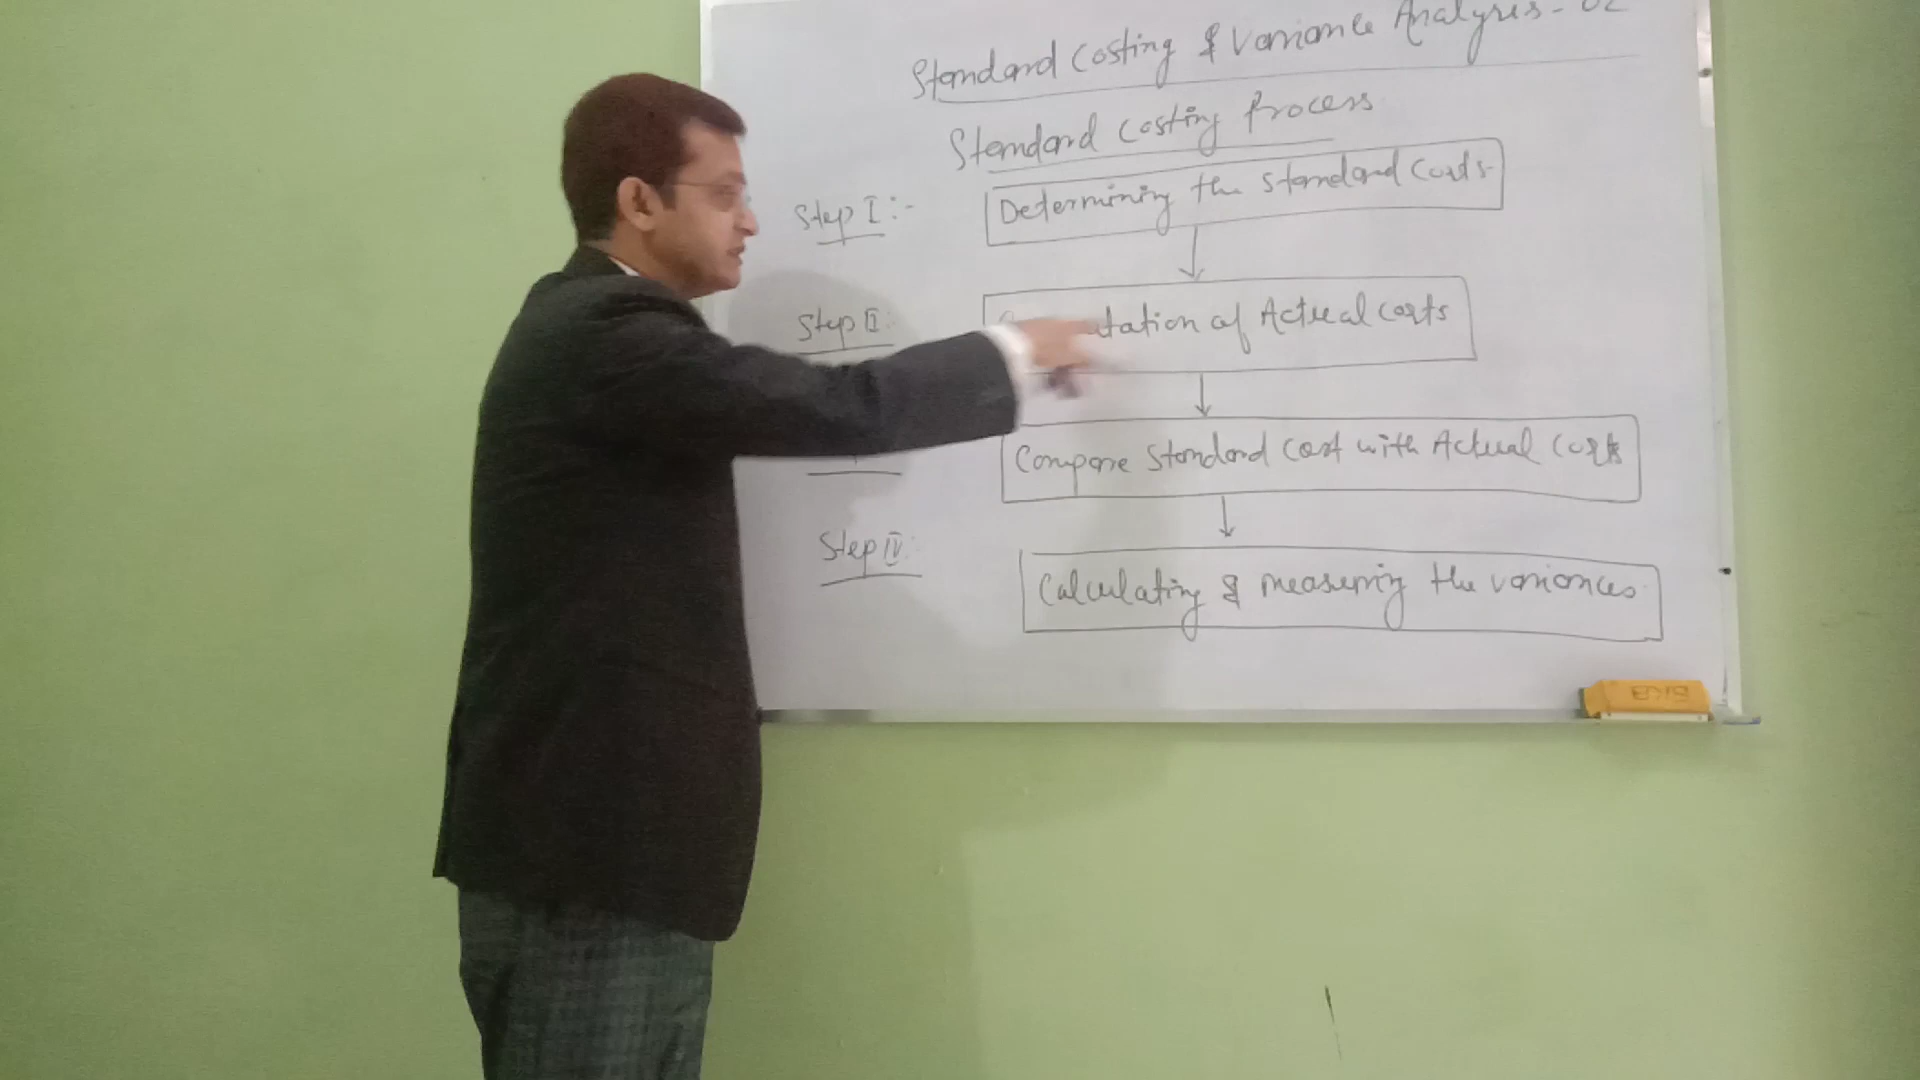 Standard Costing & Variance Analysis - 02
Standard Costing Process
Step I :- Determining the Standard Costs
Step II: tation of Actual Costs
Compare Standard Cost with Actual Costs
Step IV: Calculating & measuring the variances